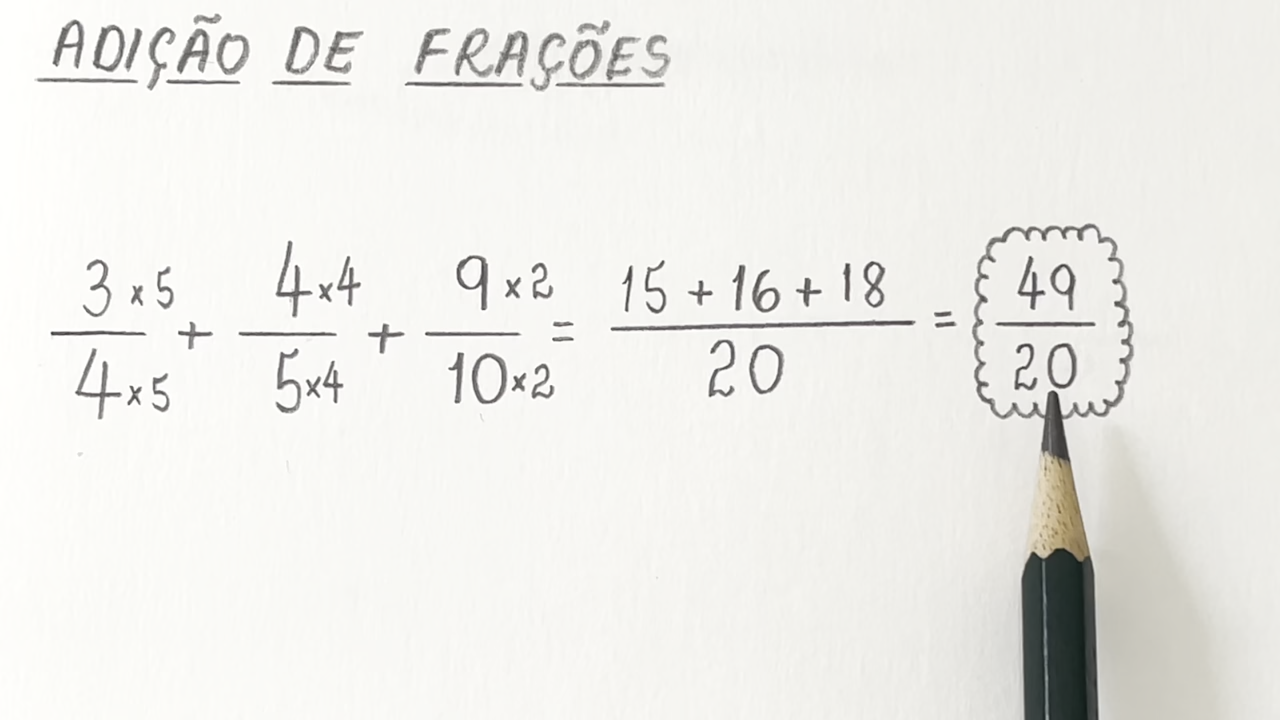 ADIÇÃO DE FRAÇÕES
3 x 5 / 4 x 5 + 4 x 4 / 5 x 4 + 9 x 2 / 10 x 2 = 15 + 16 + 18 / 20 = 49 / 20